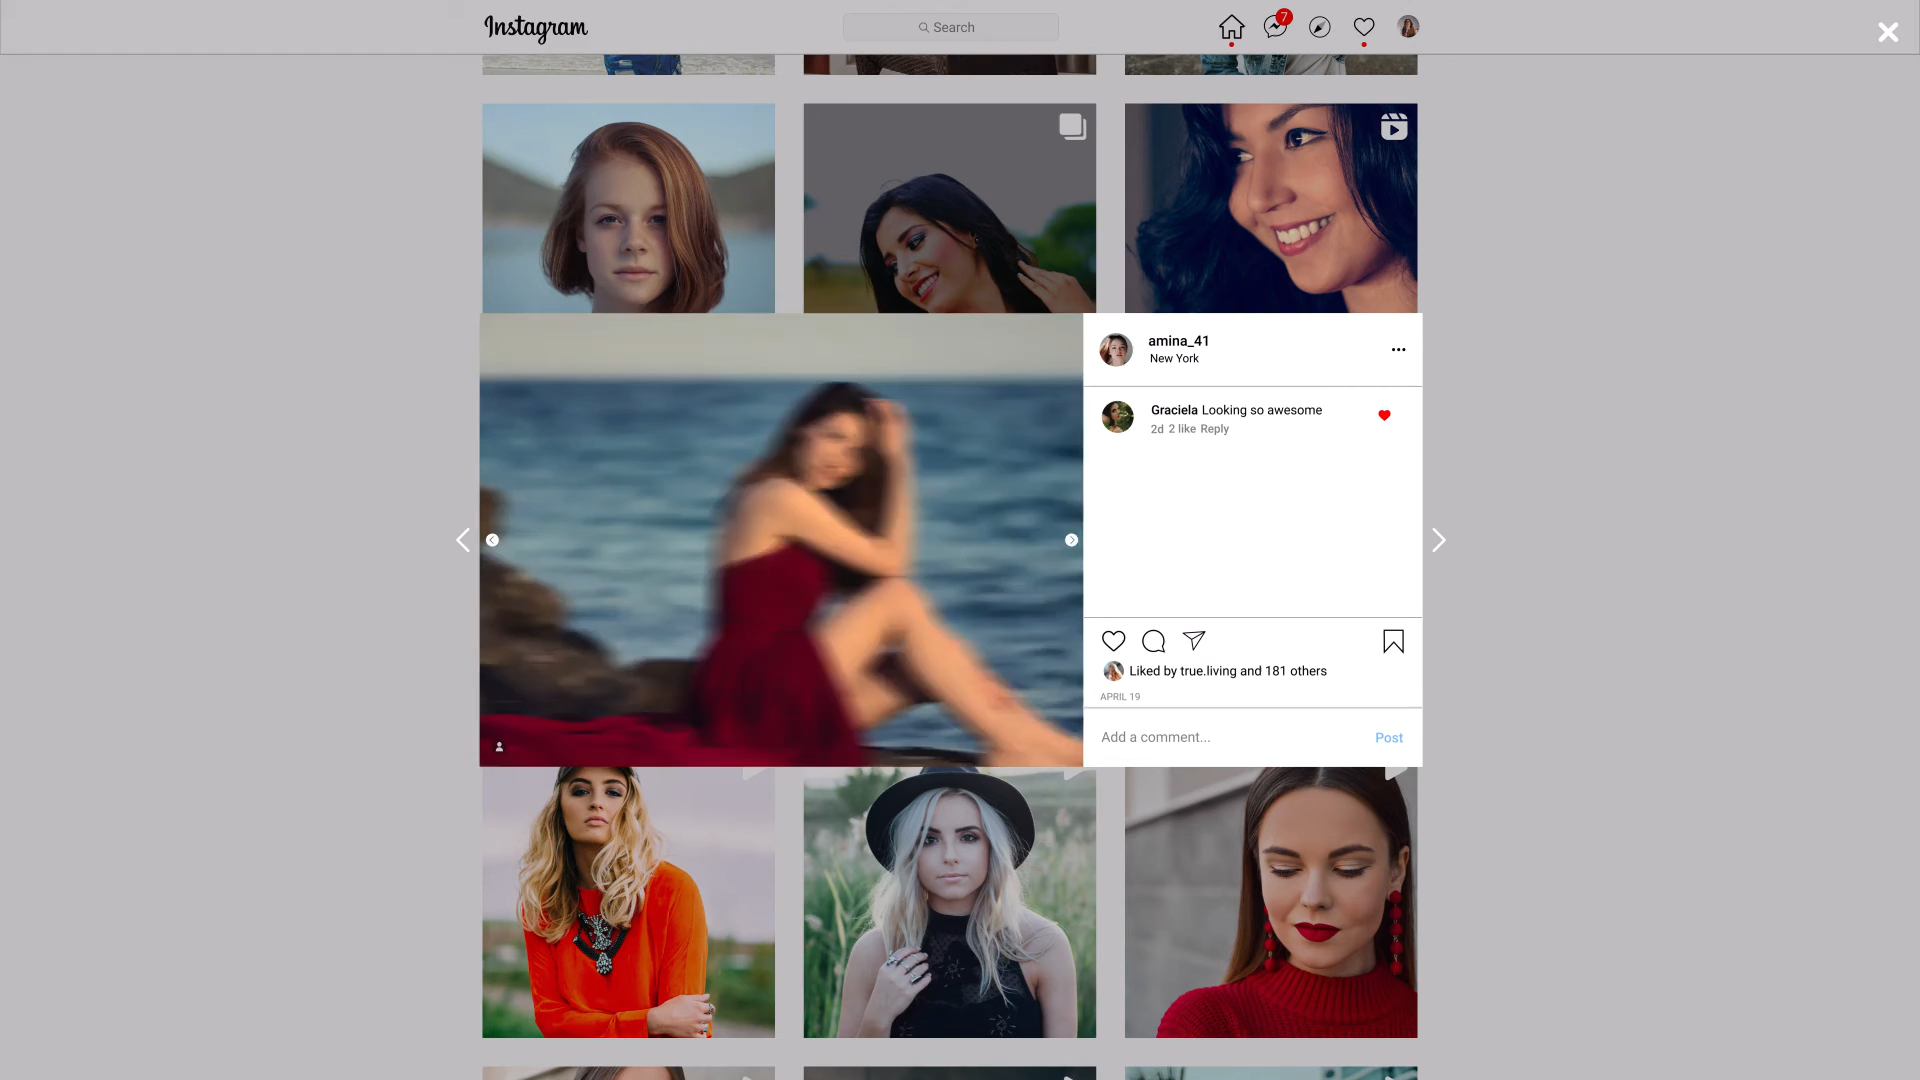 Instagram
Search
7
amina_41
New York
Graciela Looking so awesome
2d 2 like Reply
Liked by true.living and 181 others
APRIL 19
Add a comment...
Post